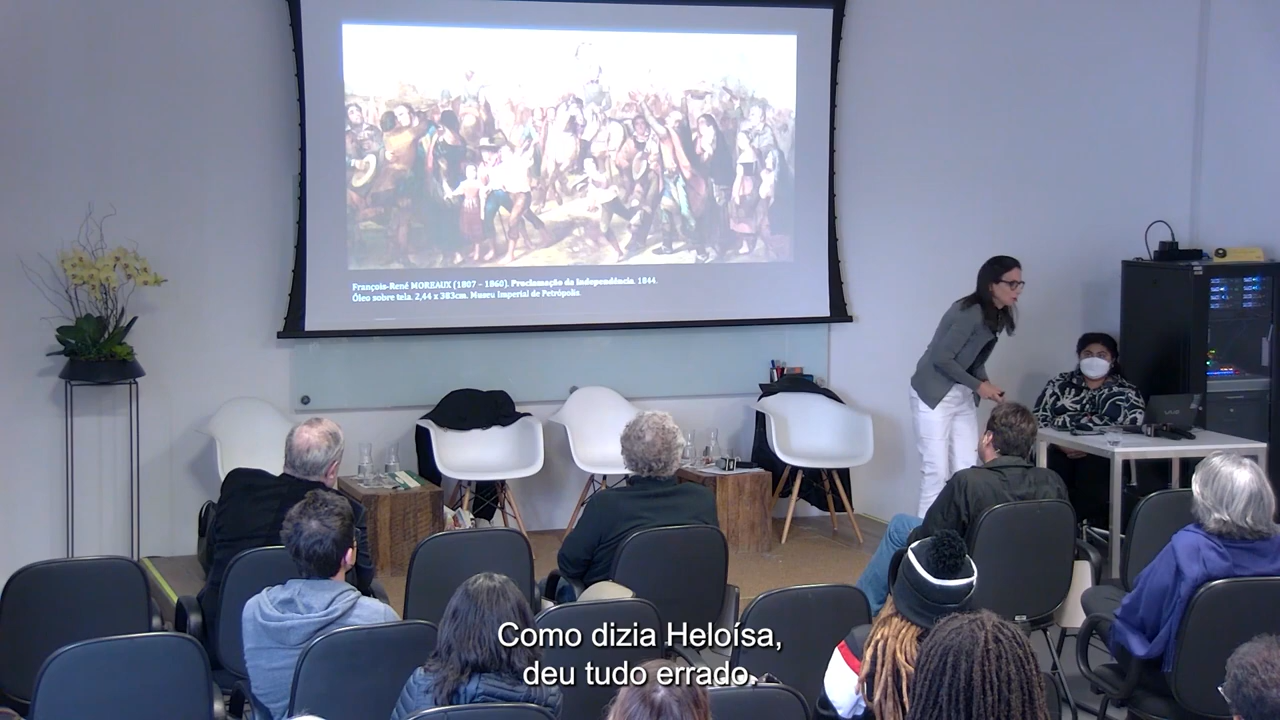 François-René MOREAUX (1807 - 1860). Proclamação da Independência. 1844.
Óleo sobre tela. 2,44 x 383cm. Museu Imperial de Petrópolis.
VAIO
Como dizia Heloísa,
deu tudo errado.